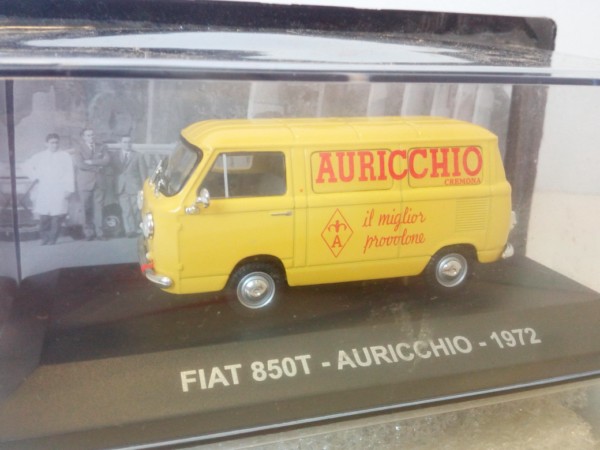 AURICCHIO
CREMONA
il miglior
provolone
A
FIAT 850T - AURICCHIO - 1972